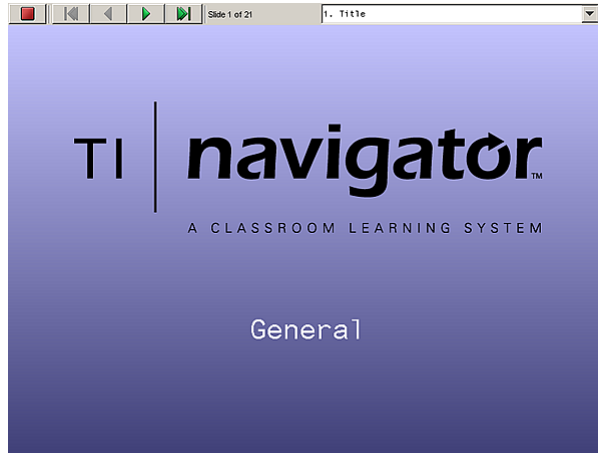 Slide 1 of 21
1. Title
TI | navigator™
A CLASSROOM LEARNING SYSTEM
General